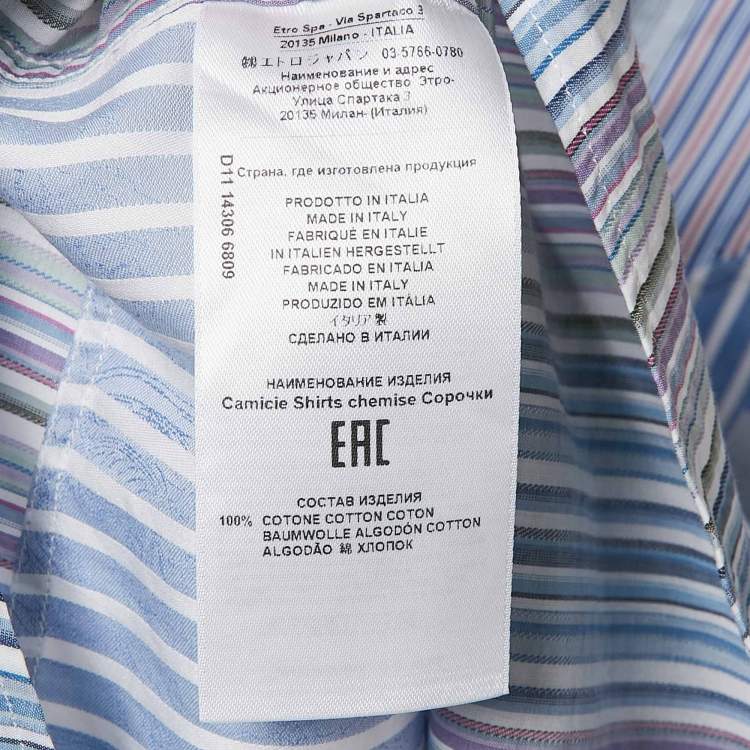 Etro Spa - Via Spartaco 3
20135 Milano - ITALIA
㈱エトロジャパン 03-5766-0780
Наименование и адрес
Акционерное общество Этро-
Улица Спартака 3
20135 Милан- (Италия)
D11 14306 6809
Страна, где изготовлена продукция
PRODOTTO IN ITALIA
MADE IN ITALY
FABRIQUÉ EN ITALIE
IN ITALIEN HERGESTELLT
FABRICADO EN ITALIA
MADE IN ITALY
PRODUZIDO EM ITÁLIA
イタリア製
СДЕЛАНО В ИТАЛИИ
НАИМЕНОВАНИЕ ИЗДЕЛИЯ
Camicie Shirts chemise Сорочки
EAC
СОСТАВ ИЗДЕЛИЯ
100% COTONE COTTON COTON
BAUMWOLLE ALGODÓN COTTON
ALGODÃO 綿 ХЛОПОК